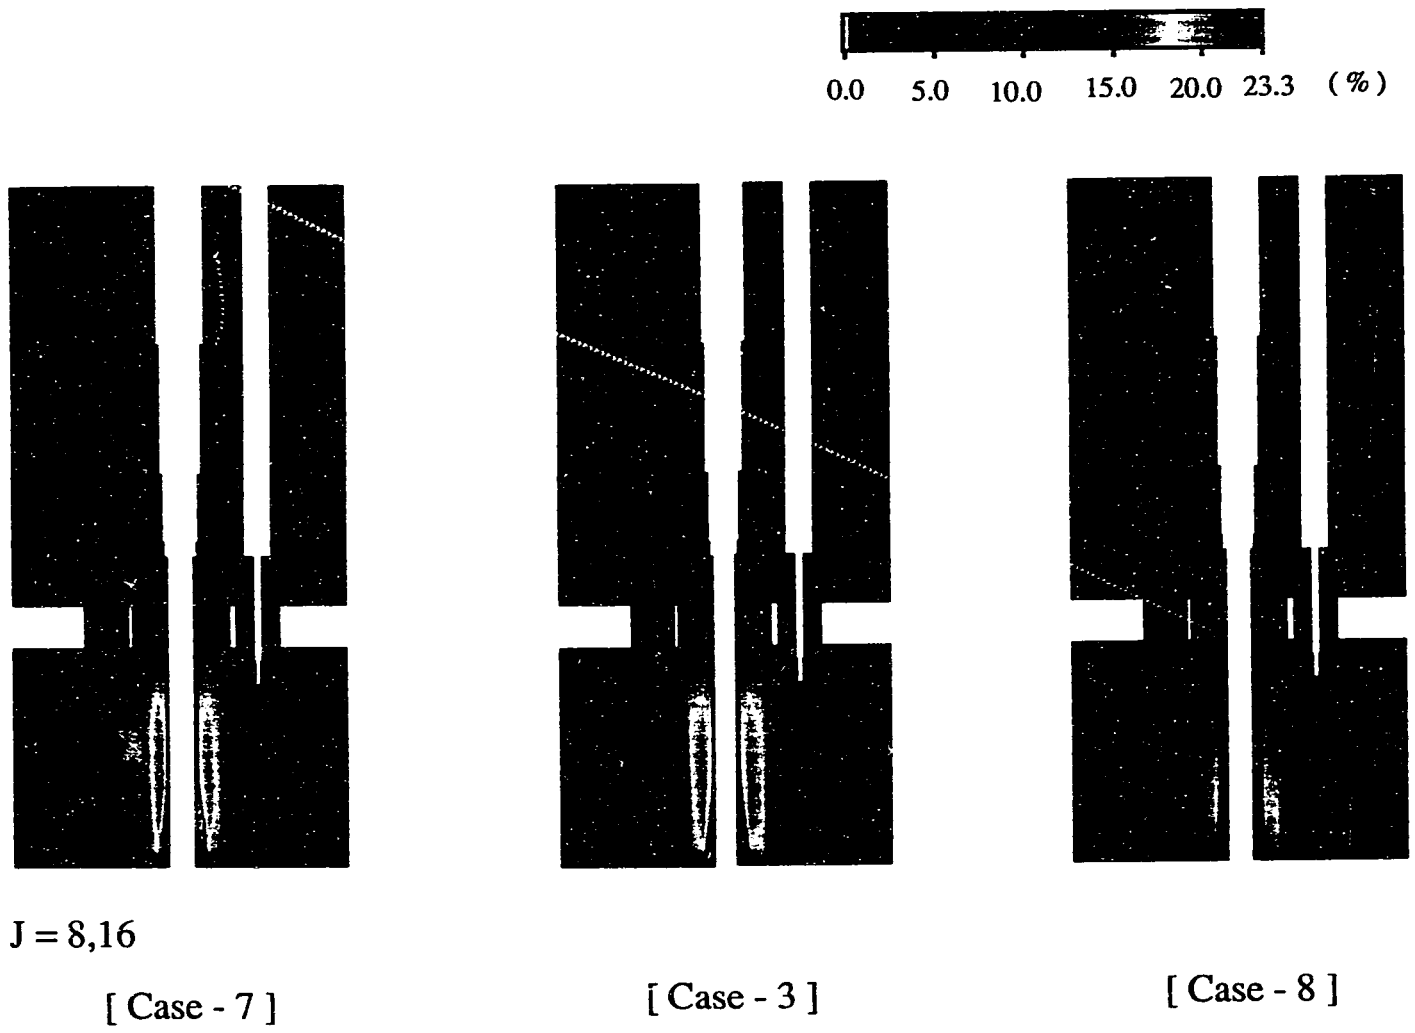 0.0 5.0 10.0 15.0 20.0 23.3 (%)
J = 8,16
[ Case - 7 ] [ Case - 3 ] [ Case - 8 ]